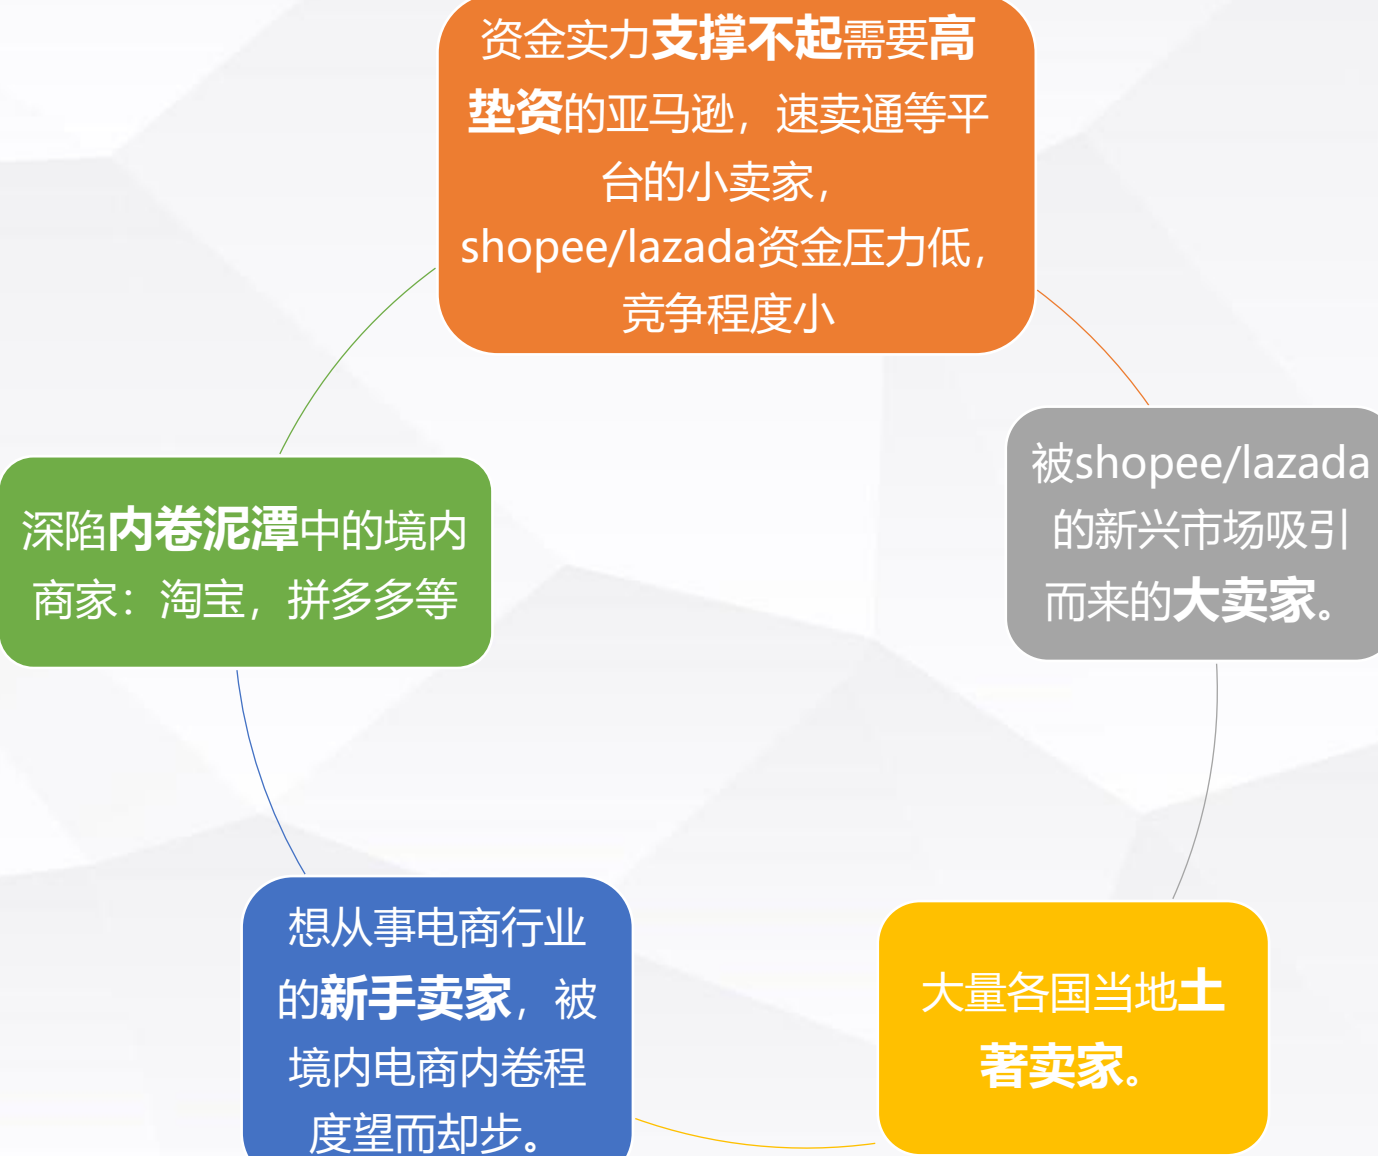 资金实力支撑不起需要高
垫资的亚马逊，速卖通等平
台的小卖家，
shopee/lazada资金压力低，
竞争程度小
被shopee/lazada
的新兴市场吸引
而来的大卖家。
深陷内卷泥潭中的境内
商家：淘宝，拼多多等
想从事电商行业
的新手卖家，被
境内电商内卷程
度望而却步。
大量各国当地土
著卖家。